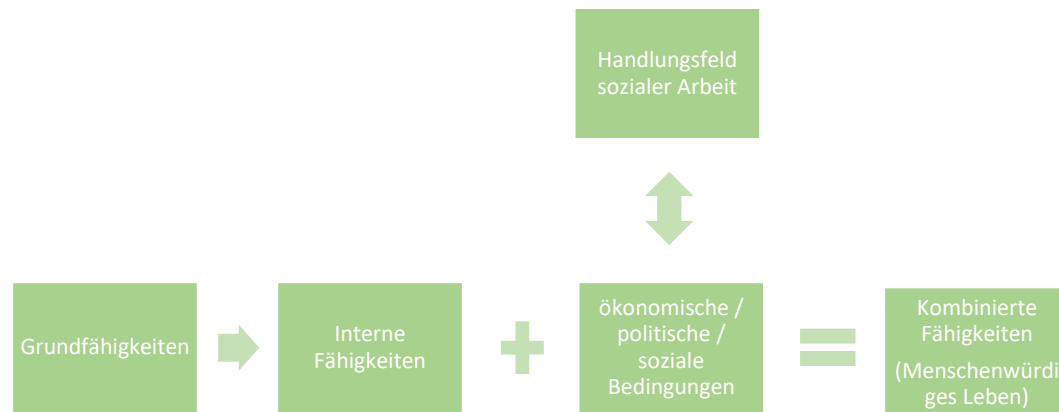 Handlungsfeld
sozialer Arbeit
Grundfähigkeiten
Interne
Fähigkeiten
ökonomische /
politische /
soziale
Bedingungen
Kombinierte
Fähigkeiten
(Menschenwürdi
ges Leben)